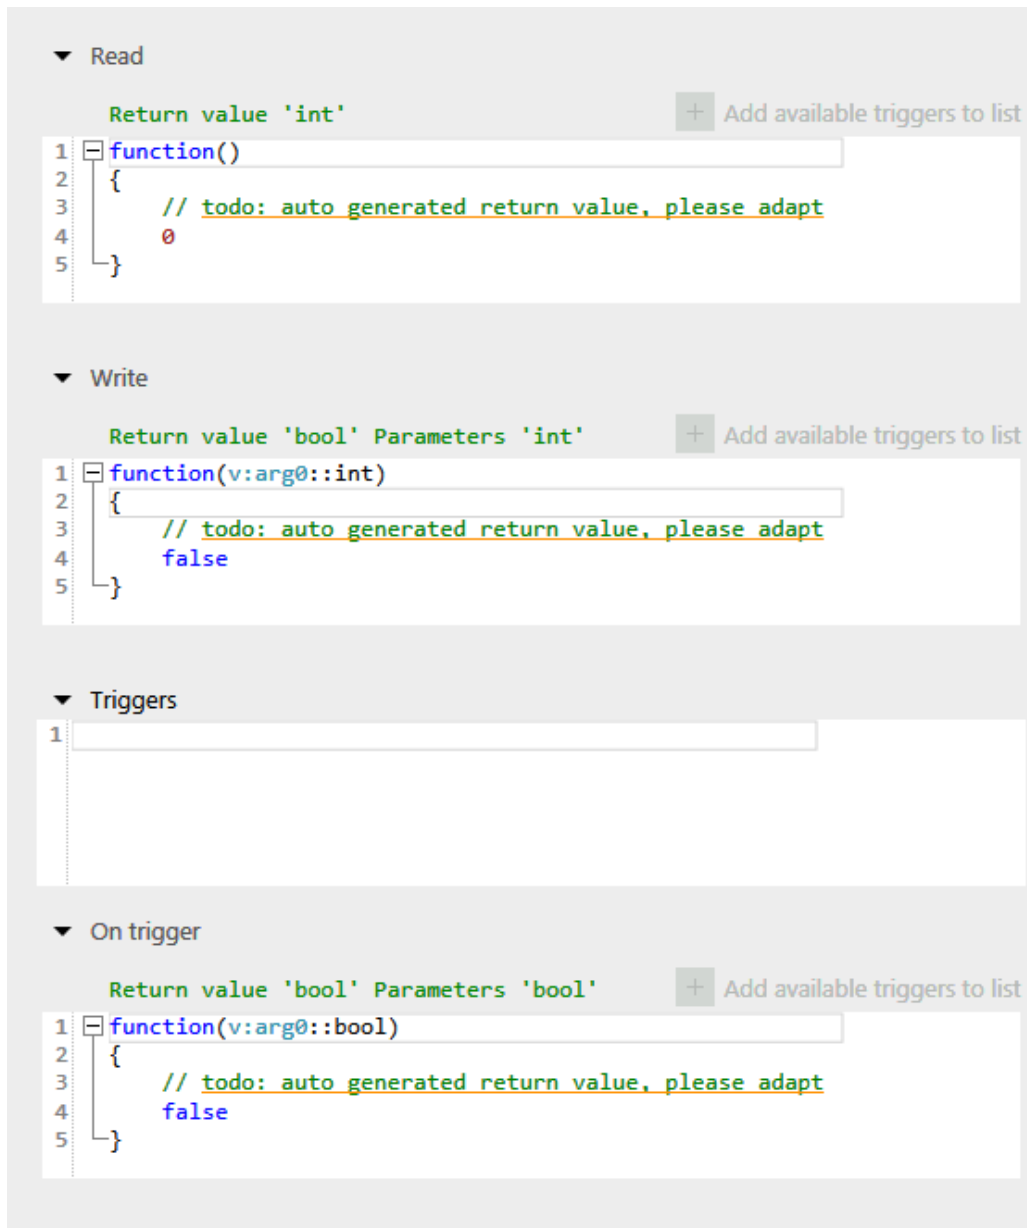 Read
Return value 'int' + Add available triggers to list
1 function()
2 {
3 // todo: auto generated return value, please adapt
4 0
5 }
Write
Return value 'bool' Parameters 'int' + Add available triggers to list
1 function(v:arg0::int)
2 {
3 // todo: auto generated return value, please adapt
4 false
5 }
Triggers
1
On trigger
Return value 'bool' Parameters 'bool' + Add available triggers to list
1 function(v:arg0::bool)
2 {
3 // todo: auto generated return value, please adapt
4 false
5 }